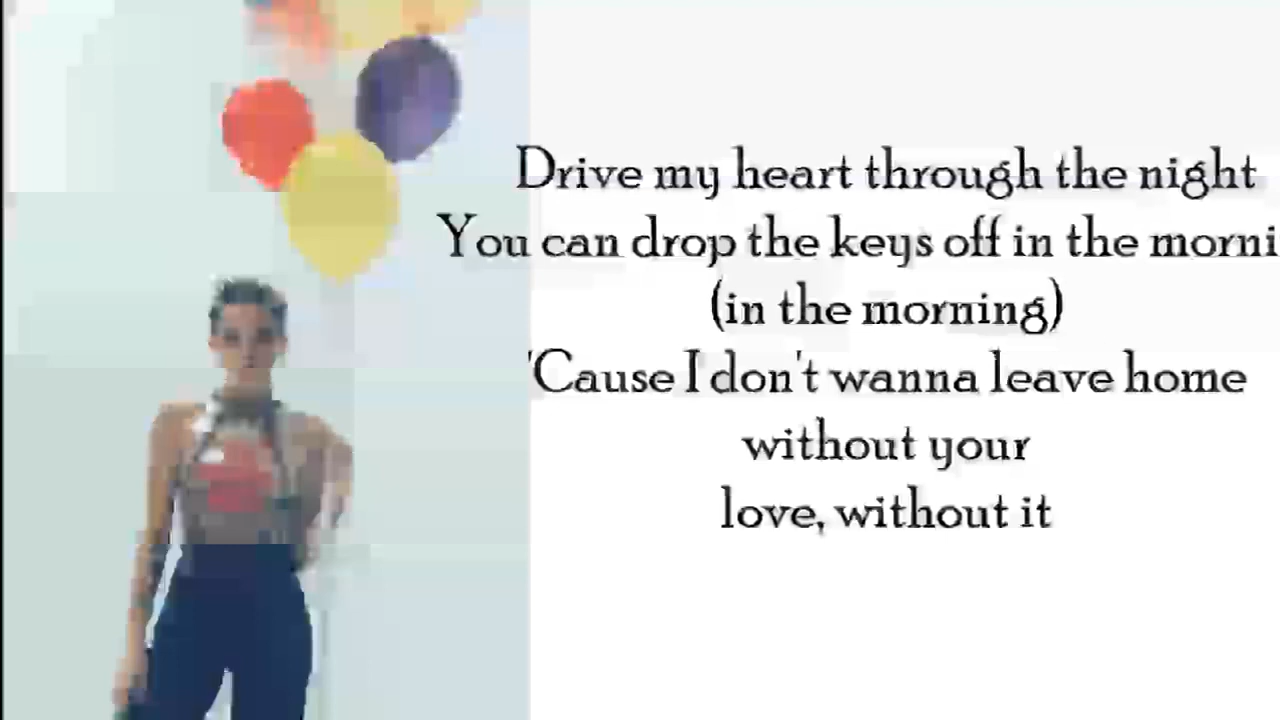 Drive my heart through the night
You can drop the keys off in the morni
(in the morning)
'Cause I don't wanna leave home
without your
love, without it